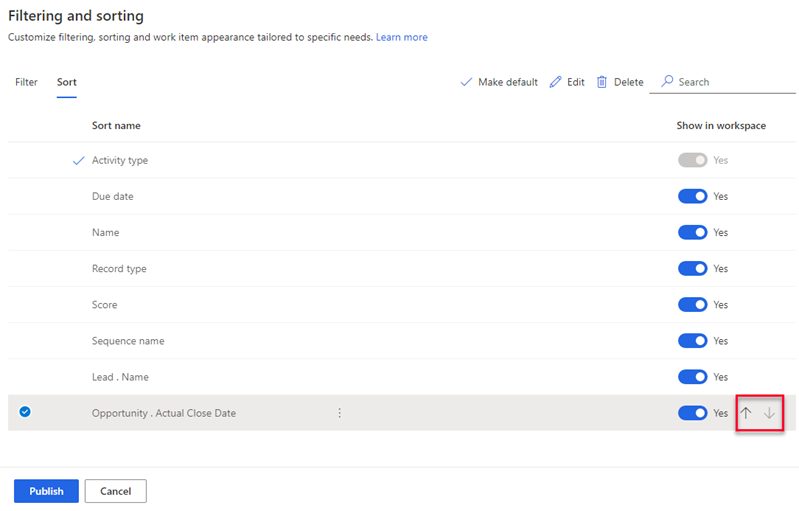 Filtering and sorting
Customize filtering, sorting and work item appearance tailored to specific needs. Learn more
Filter Sort Make default Edit Delete Search
Sort name Show in workspace
Activity type Yes
Due date Yes
Name Yes
Record type Yes
Score Yes
Sequence name Yes
Lead . Name Yes
Opportunity . Actual Close Date Yes
Publish Cancel